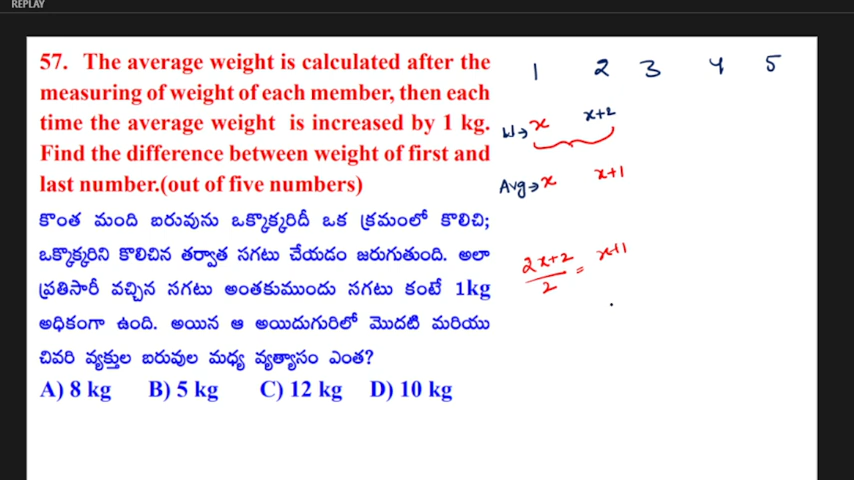 REPLAY
57. The average weight is calculated after the
measuring of weight of each member, then each
time the average weight is increased by 1 kg.
Find the difference between weight of first and
last number.(out of five numbers)
కొంత మంది బరువును ఒక్కొక్కరిదీ ఒక క్రమంలో కొలిచి;
ఒక్కొక్కరిని కొలిచిన తర్వాత సగటు చేయడం జరుగుతుంది. అలా
ప్రతిసారీ వచ్చిన సగటు అంతకుముందు సగటు కంటే 1kg
అధికంగా ఉంది. అయిన ఆ అయిదుగురిలో మొదటి మరియు
చివరి వ్యక్తుల బరువుల మధ్య వ్యత్యాసం ఎంత?
A) 8 kg B) 5 kg C) 12 kg D) 10 kg
1 2 3 4 5
W→ x x+2
Avg→ x x+1
2x+2
2
= x+1